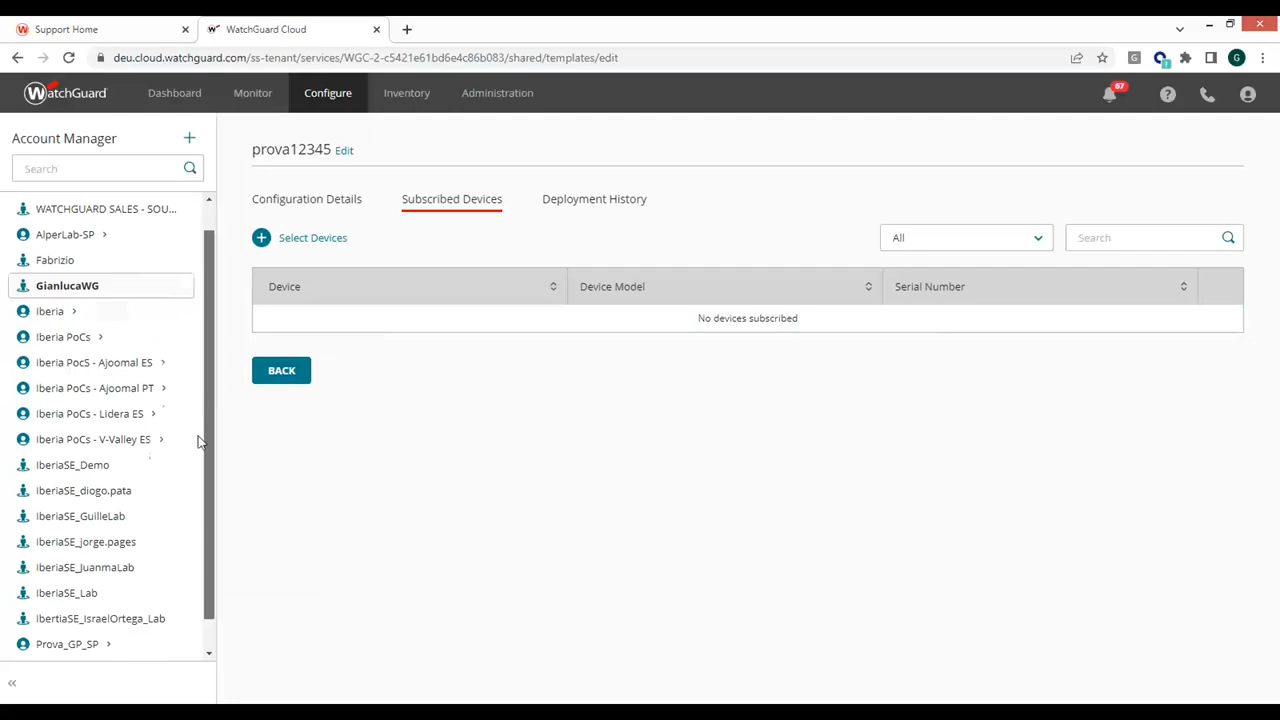 Support Home
WatchGuard Cloud
deu.cloud.watchguard.com/ss-tenant/services/WGC-2-c5421e61bd6e4c86b083/shared/templates/edit
G
G
WatchGuard
Dashboard
Monitor
Configure
Inventory
Administration
67
Account Manager
Search
WATCHGUARD SALES - SOU...
AlperLab-SP
Fabrizio
GianlucaWG
Iberia
Iberia PoCs
Iberia PocS - Ajoomal ES
Iberia PoCs - Ajoomal PT
Iberia PoCs - Lidera ES
Iberia PoCs - V-Valley ES
IberiaSE_Demo
IberiaSE_diogo.pata
IberiaSE_GuilleLab
IberiaSE_jorge.pages
IberiaSE_JuanmaLab
IberiaSE_Lab
IbertiaSE_IsraelOrtega_Lab
Prova_GP_SP
prova12345 Edit
Configuration Details
Subscribed Devices
Deployment History
Select Devices
All
Search
Device
Device Model
Serial Number
No devices subscribed
BACK